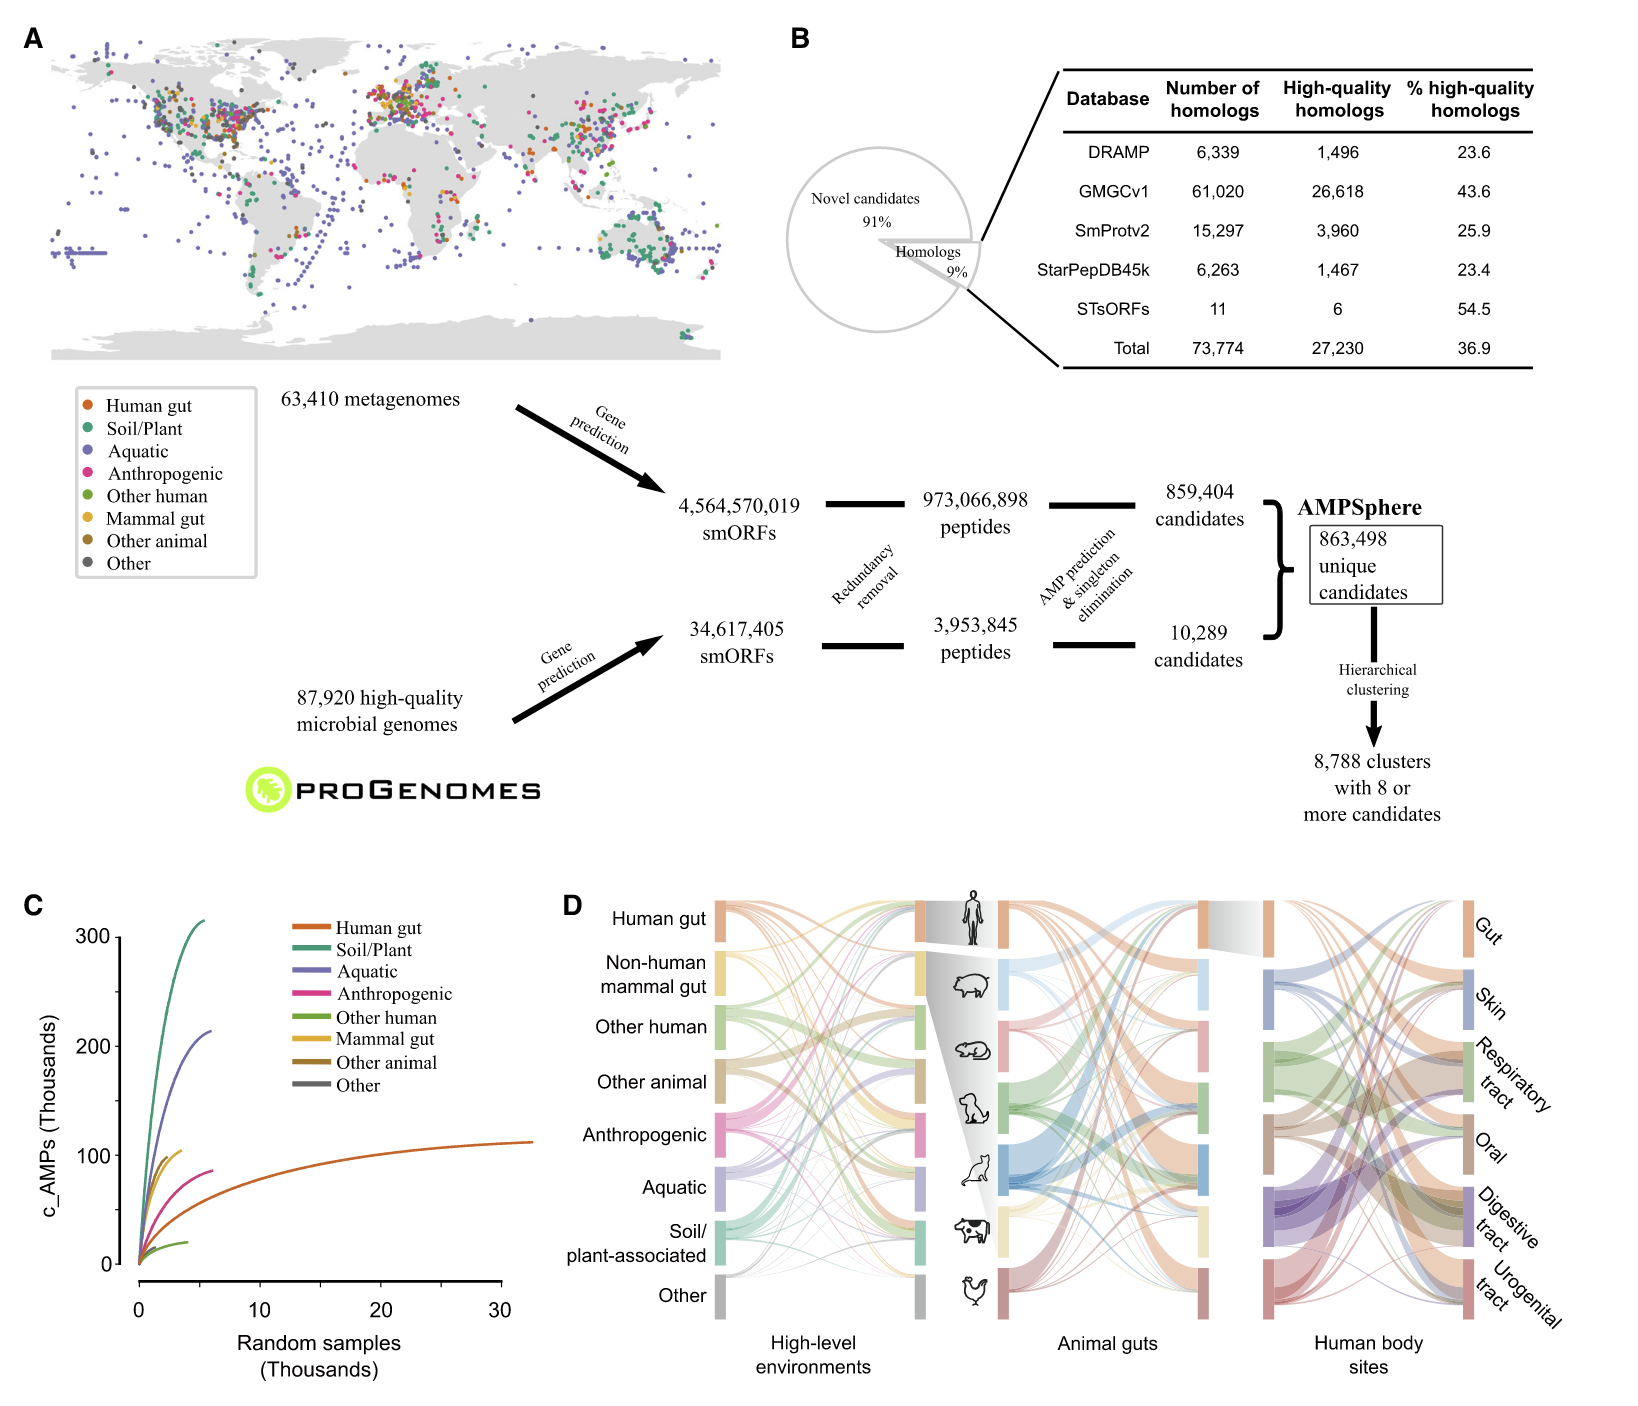 A
B
Database
Number of
homologs
High-quality
homologs
% high-quality
homologs
DRAMP 6,339 1,496 23.6
GMGCv1 61,020 26,618 43.6
SmProtv2 15,297 3,960 25.9
StarPepDB45k 6,263 1,467 23.4
STsORFs 11 6 54.5
Total 73,774 27,230 36.9
Novel candidates
91%
Homologs
9%
Human gut
Soil/Plant
Aquatic
Anthropogenic
Other human
Mammal gut
Other animal
Other
63,410 metagenomes
Gene
prediction
4,564,570,019
smORFs
973,066,898
peptides
859,404
candidates
Redundancy
removal
AMP prediction
& singleton
elimination
AMPSphere
863,498
unique
candidates
34,617,405
smORFs
3,953,845
peptides
10,289
candidates
Gene
prediction
87,920 high-quality
microbial genomes
Hierarchical
clustering
8,788 clusters
with 8 or
more candidates
PROGENOMES
C
300
200
100
0
c_AMPs (Thousands)
Human gut
Soil/Plant
Aquatic
Anthropogenic
Other human
Mammal gut
Other animal
Other
0 10 20 30
Random samples
(Thousands)
D
Human gut
Non-human
mammal gut
Other human
Other animal
Anthropogenic
Aquatic
Soil/
plant-associated
Other
High-level
environments
Animal guts
Gut
Skin
Respiratory
tract
Oral
Digestive
tract
Urogenital
tract
Human body
sites